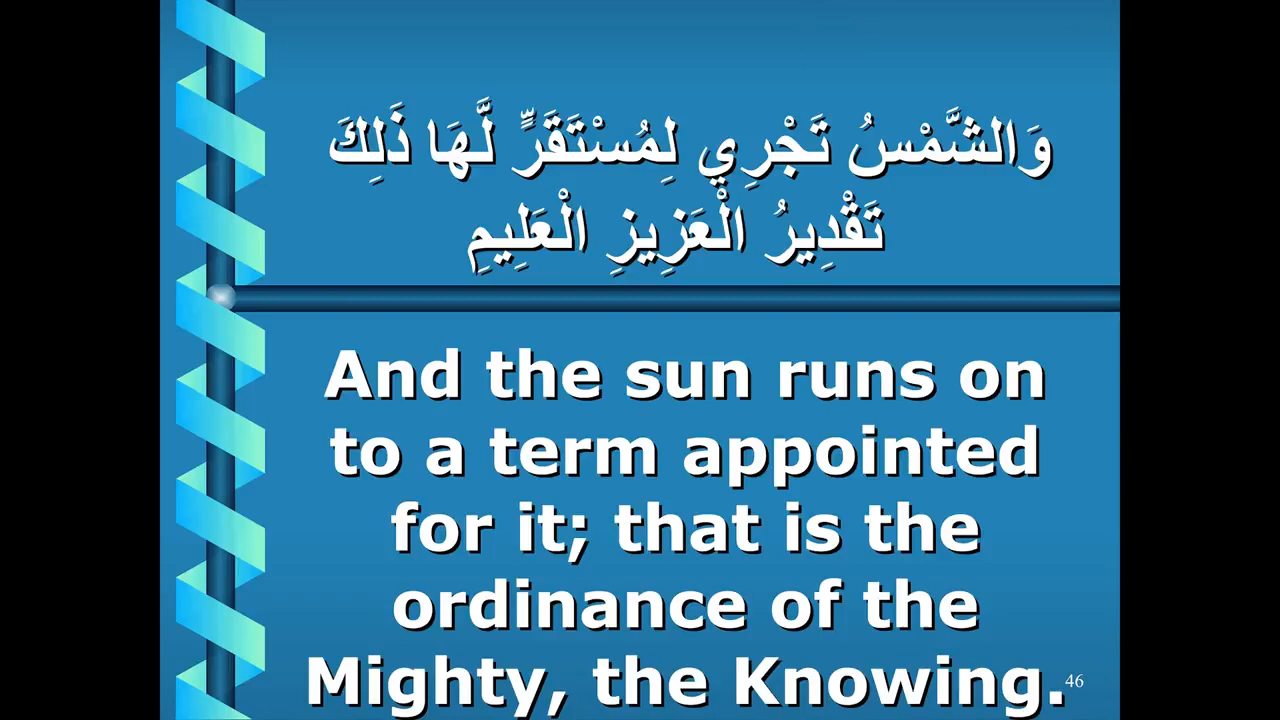 وَالشَّمْسُ تَجْرِي لِمُسْتَقَرٍّ لَّهَا ذَلِكَ
تَقْدِيرُ الْعَزِيزِ الْعَلِيمِ
And the sun runs on
to a term appointed
for it; that is the
ordinance of the
Mighty, the Knowing.
46